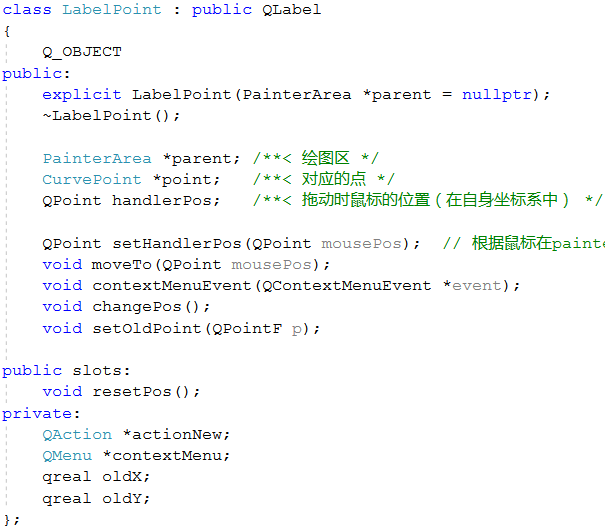 class LabelPoint : public QLabel
{
    Q_OBJECT
public:
    explicit LabelPoint(PainterArea *parent = nullptr);
    ~LabelPoint();
    PainterArea *parent; /**< 绘图区 */
    CurvePoint *point;   /**< 对应的点 */
    QPoint handlerPos;   /**< 拖动时鼠标的位置(在自身坐标系中) */
    QPoint setHandlerPos(QPoint mousePos);  // 根据鼠标在painte
    void moveTo(QPoint mousePos);
    void contextMenuEvent(QContextMenuEvent *event);
    void changePos();
    void setOldPoint(QPointF p);
public slots:
    void resetPos();
private:
    QAction *actionNew;
    QMenu *contextMenu;
    qreal oldX;
    qreal oldY;
};